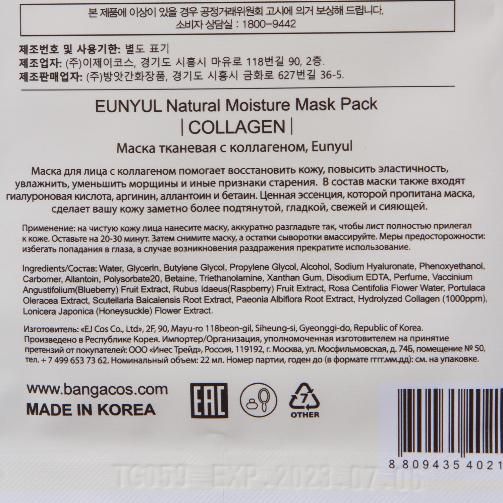 본 제품에 이상이 있을 경우 공정거래위원회 고시에 의거 보상해 드립니다.
소비자 상담실 : 1800-9442
제조번호 및 사용기한: 별도 표기
제조업자: (주)이제이코스, 경기도 시흥시 마유로 118번길 90, 2층.
제조판매업자: (주)방앗간화장품, 경기도 시흥시 금화로 627번길 36-5.
EUNYUL Natural Moisture Mask Pack
| COLLAGEN |
Маска тканевая с коллагеном, Eunyul
Маска для лица с коллагеном помогает восстановить кожу, повысить эластичность,
увлажнить, уменьшить морщины и иные признаки старения. В состав маски также входят
гиалуроновая кислота, аргинин, аллантоин и бетаин. Ценная эссенция, которой пропитана маска,
сделает вашу кожу заметно более подтянутой, гладкой, свежей и сияющей.
Применение: на чистую кожу лица нанесите маску, аккуратно разгладьте так, чтобы лист полностью прилегал
к коже. Оставьте на 20-30 минут. Затем снимите маску, а остатки сыворотки вмассируйте. Меры предосторожности:
избегать попадания в глаза, в случае возникновения раздражения прекратите использование.
Ingredients/Состав: Water, Glycerin, Butylene Glycol, Propylene Glycol, Alcohol, Sodium Hyaluronate, Phenoxyethanol,
Carbomer, Allantoin, Polysorbate20, Betaine, Triethanolamine, Xanthan Gum, Disodium EDTA, Perfume, Vaccinium
Angustifolium(Blueberry) Fruit Extract, Rubus Idaeus(Raspberry) Fruit Extract, Rosa Centifolia Flower Water, Portulaca
Oleracea Extract, Scutellaria Baicalensis Root Extract, Paeonia Albiflora Root Extract, Hydrolyzed Collagen (1000ppm),
Lonicera Japonica (Honeysuckle) Flower Extract.
Изготовитель: «EJ Cos Co., Ltd», 2F, 90, Mayu-ro 118beon-gil, Siheung-si, Gyeonggi-do, Republic of Korea.
Произведено в Республике Корея. Импортер/Организация, уполномоченная изготовителем на принятие
претензий от покупателей: ООО «Инес Трейд», Россия, 119192, г. Москва, ул. Мосфильмовская, д. 74Б, помещение № 50,
тел. + 7 499 653 73 62. Номинальный объем: 22 мл. Номер партии, годен до (в формате гггг.мм.дд): см. на упаковке.
www.bangacos.com
MADE IN KOREA
EAC
7
OTHER
8 809435 4021
TG059 EXP.2023.07.06